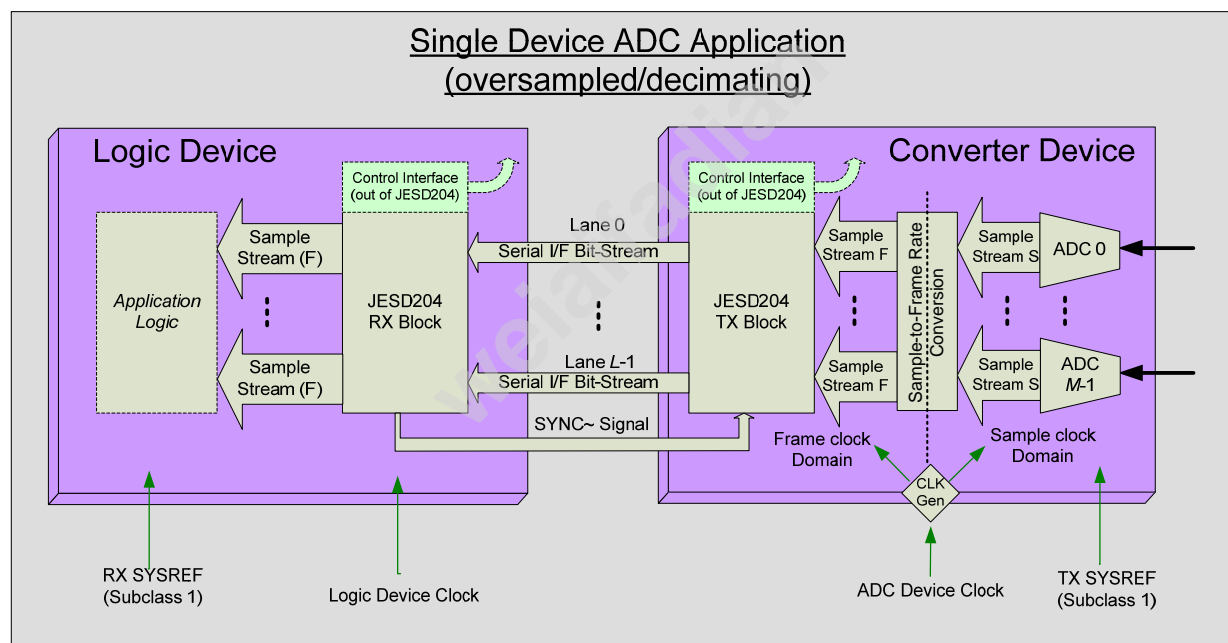 Single Device ADC Application
(oversampled/decimating)
Logic Device
Control Interface
(out of JESD204)
Application
Logic
Sample
Stream (F)
Sample
Stream (F)
JESD204
RX Block
Lane 0
Serial I/F Bit-Stream
Lane L-1
Serial I/F Bit-Stream
SYNC~ Signal
Converter Device
Control Interface
(out of JESD204)
JESD204
TX Block
Sample
Stream F
Sample
Stream F
Sample-to-Frame Rate
Conversion
Sample
Stream S
Sample
Stream S
ADC 0
ADC
M-1
Frame clock
Domain
Sample clock
Domain
CLK
Gen
RX SYSREF
(Subclass 1)
Logic Device Clock
ADC Device Clock
TX SYSREF
(Subclass 1)